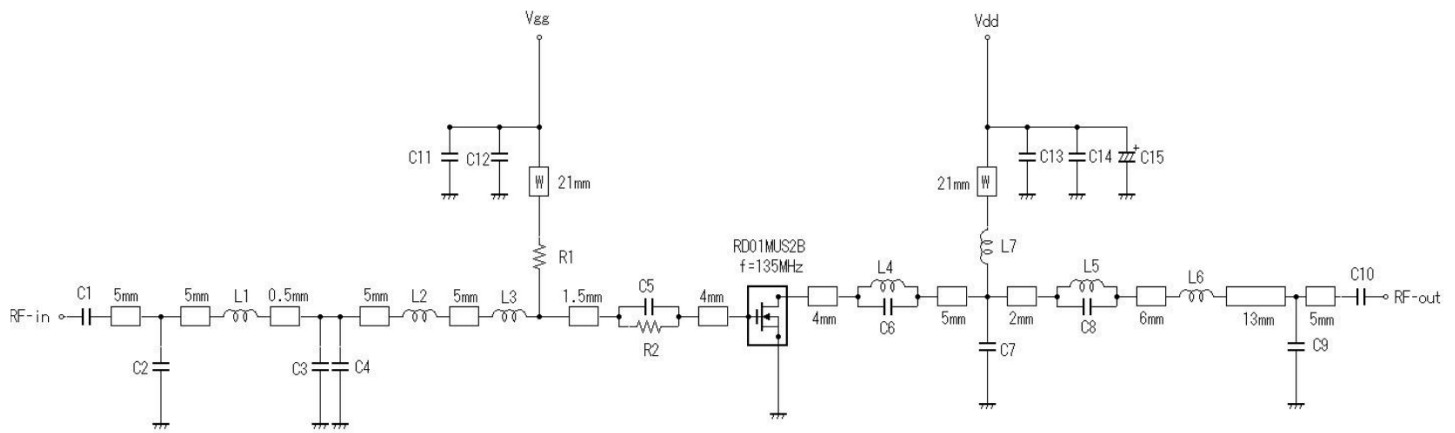 Vgg
Vdd
C11
C12
C13
C14
+
C15
W
21mm
21mm
W
RD01MUS2B
f=135MHz
R1
L7
C5
L4
L5
L6
C10
C1
5mm
5mm
L1
0.5mm
5mm
L2
5mm
L3
1.5mm
4mm
RF-in
RF-out
4mm
C6
5mm
2mm
C8
6mm
13mm
5mm
R2
C2
C3
C4
C7
C9